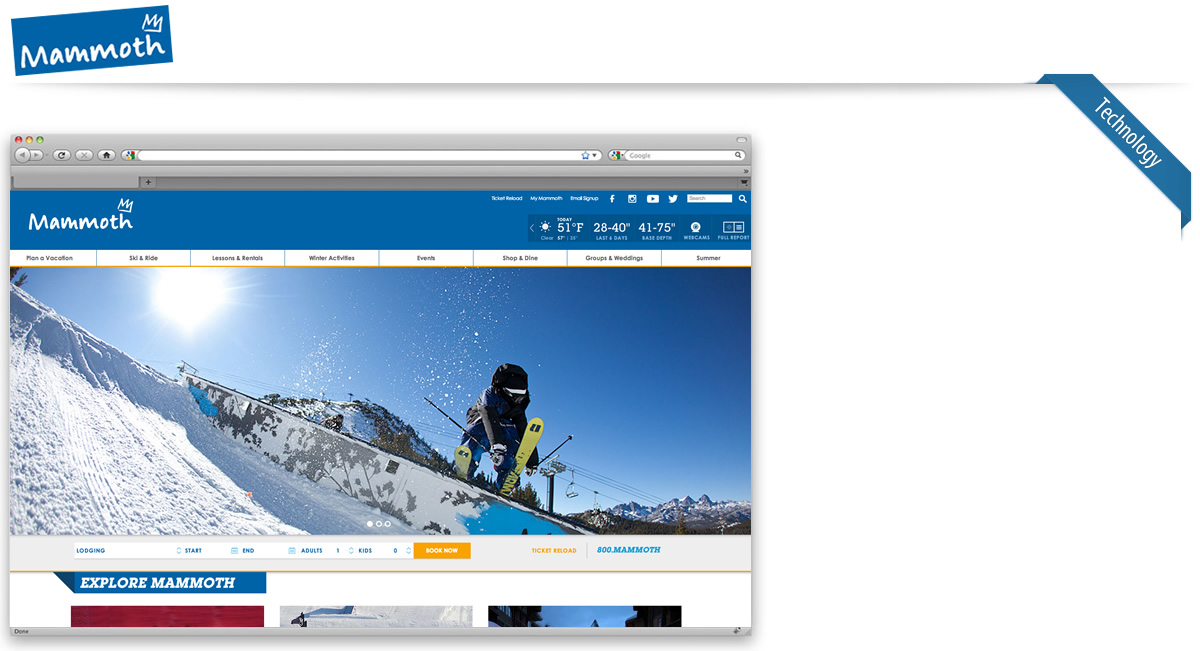 Mammoth
Technology
Google
Mammoth
Ticket Reload My Mammoth Email Signup Search
TODAY
51°F 28-40" 41-75"
Clear 57° | 35° LAST 6 DAYS BASE DEPTH WEBCAMS FULL REPORT
Plan a Vacation Ski & Ride Lessons & Rentals Winter Activities Events Shop & Dine Groups & Weddings Summer
LODGING START END ADULTS 1 KIDS 0 BOOK NOW TICKET RELOAD 800.MAMMOTH
EXPLORE MAMMOTH
Done